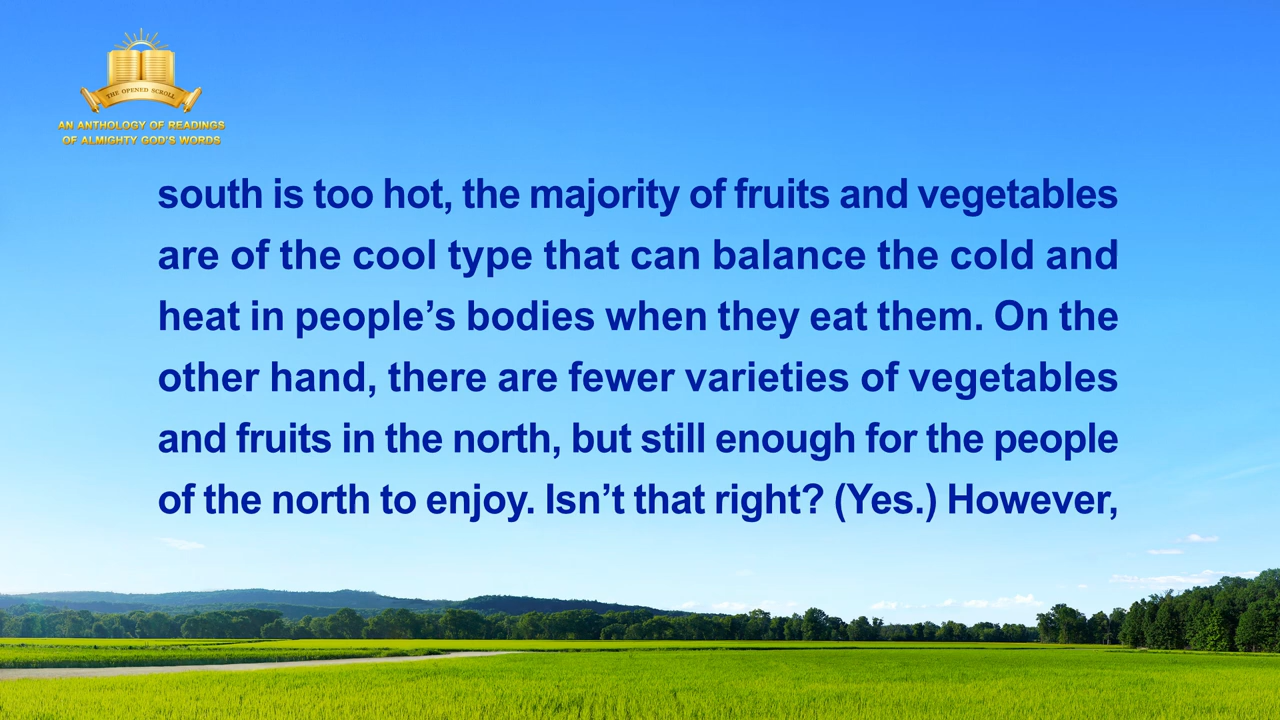 THE OPENED SCROLL
AN ANTHOLOGY OF READINGS
OF ALMIGHTY GOD'S WORDS
south is too hot, the majority of fruits and vegetables
are of the cool type that can balance the cold and
heat in people’s bodies when they eat them. On the
other hand, there are fewer varieties of vegetables
and fruits in the north, but still enough for the people
of the north to enjoy. Isn’t that right? (Yes.) However,